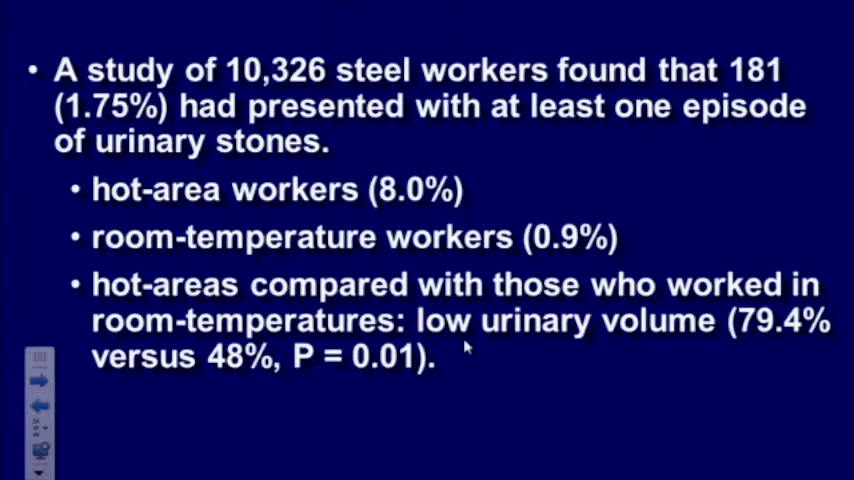 • A study of 10,326 steel workers found that 181
(1.75%) had presented with at least one episode
of urinary stones.
• hot-area workers (8.0%)
• room-temperature workers (0.9%)
• hot-areas compared with those who worked in
room-temperatures: low urinary volume (79.4%
versus 48%, P = 0.01).